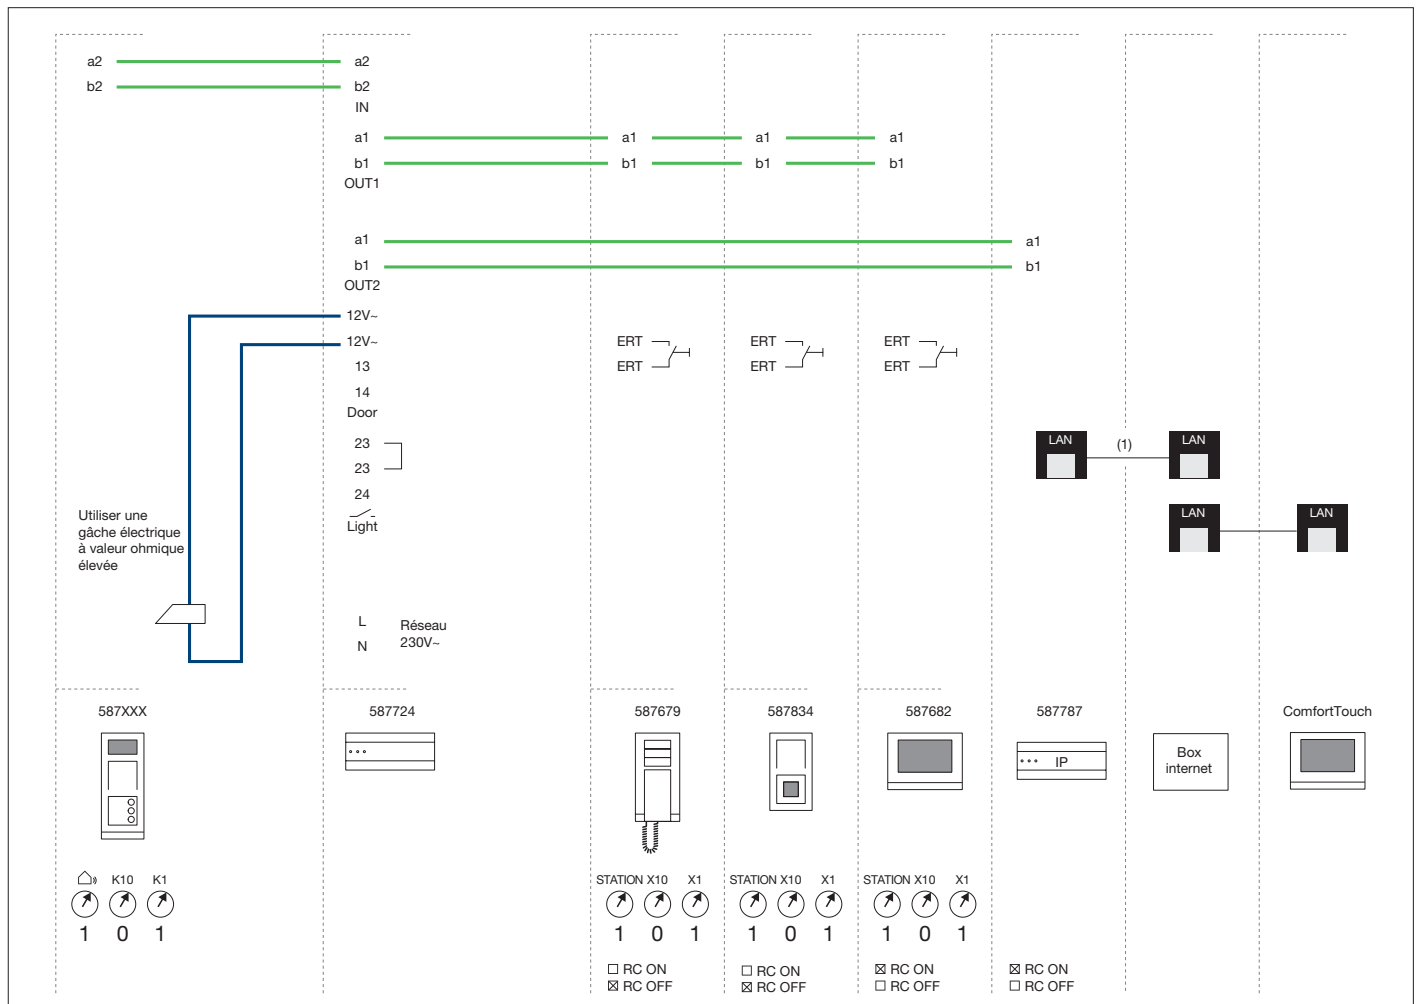 a2 a2
b2 b2
IN
a1 a1 a1 a1
b1 b1 b1 b1
OUT1
a1 a1
b1 b1
OUT2
12V~
12V~
13
14
Door
23
23
24
Light
ERT ERT ERT
ERT ERT ERT
LAN (1) LAN
LAN LAN
Utiliser une
gâche électrique
à valeur ohmique
élevée
L
N
Réseau
230V~
587XXX 587724 587679 587834 587682 587787 ComfortTouch
IP
Box
internet
K10 K1
1 0 1
STATION X10 X1
1 0 1
RC ON
RC OFF
STATION X10 X1
1 0 1
RC ON
RC OFF
STATION X10 X1
1 0 1
RC ON
RC OFF
RC ON
RC OFF